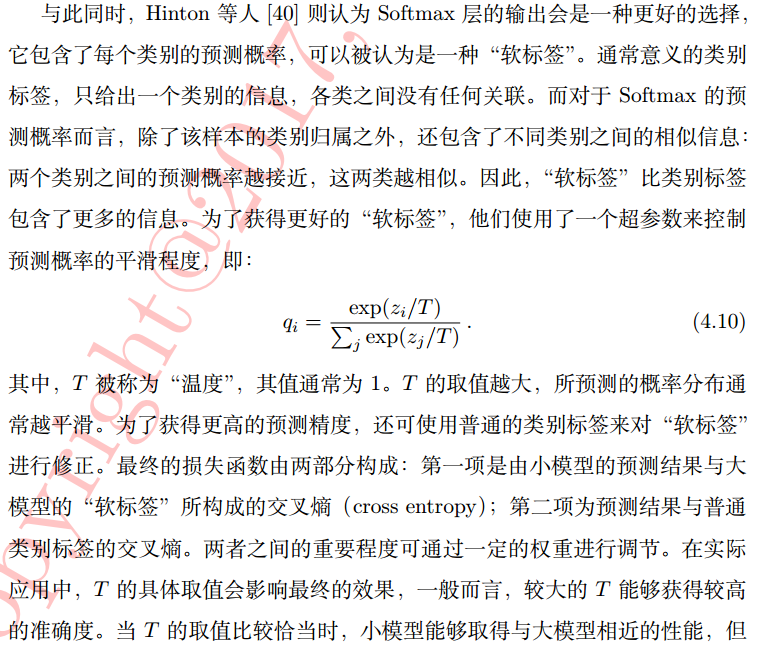 与此同时，Hinton 等人 [40] 则认为 Softmax 层的输出会是一种更好的选择，
它包含了每个类别的预测概率，可以被认为是一种“软标签”。通常意义的类别
标签，只给出一个类别的信息，各类之间没有任何关联。而对于 Softmax 的预
测概率而言，除了该样本的类别归属之外，还包含了不同类别之间的相似信息：
两个类别之间的预测概率越接近，这两类越相似。因此，“软标签”比类别标签
包含了更多的信息。为了获得更好的“软标签”，他们使用了一个超参数来控制
预测概率的平滑程度，即：
q_i = exp(z_i/T) / ∑_j exp(z_j/T) . (4.10)
其中，T 被称为“温度”，其值通常为 1。T 的取值越大，所预测的概率分布通
常越平滑。为了获得更高的预测精度，还可使用普通的类别标签来对“软标签”
进行修正。最终的损失函数由两部分构成：第一项是由小模型的预测结果与大
模型的“软标签”所构成的交叉熵（cross entropy）；第二项为预测结果与普通
类别标签的交叉熵。两者之间的重要程度可通过一定的权重进行调节。在实际
应用中，T 的具体取值会影响最终的效果，一般而言，较大的 T 能够获得较高
的准确度。当 T 的取值比较恰当时，小模型能够取得与大模型相近的性能，但
opyright@2017,